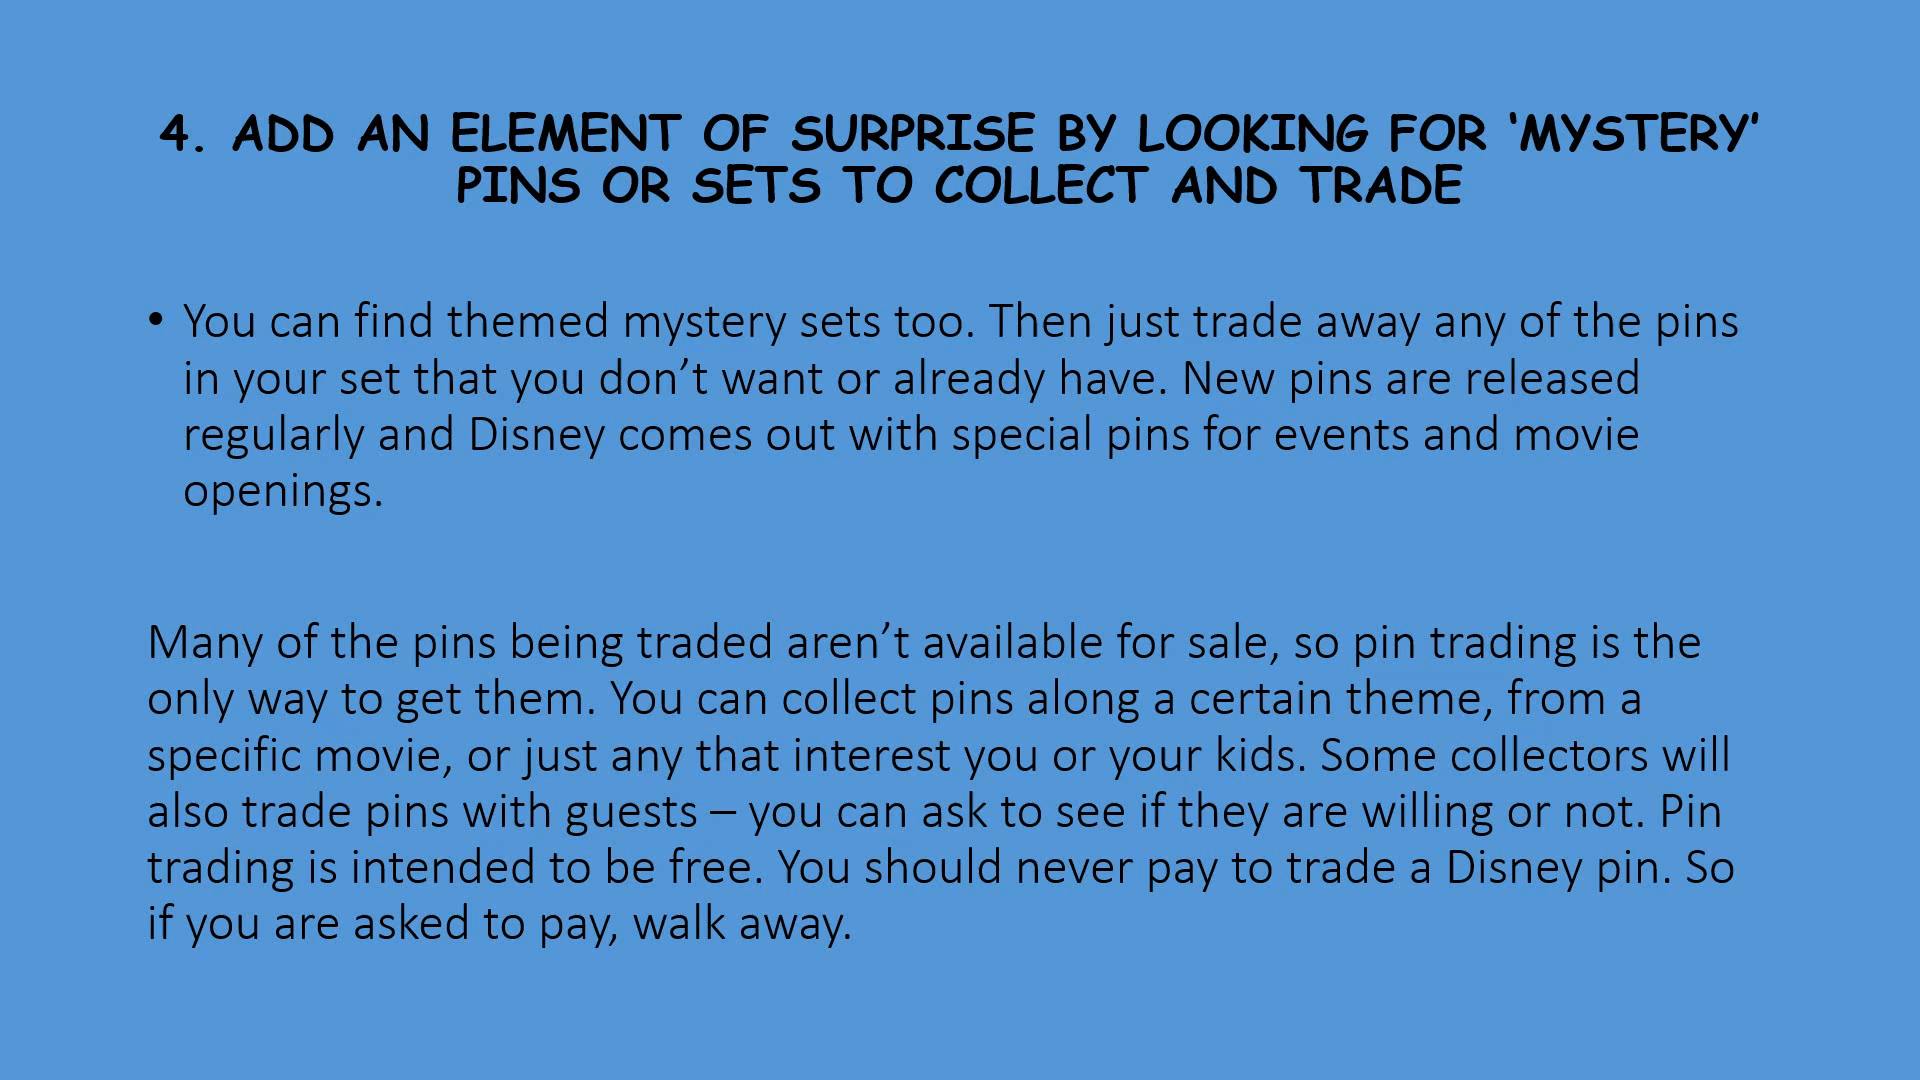 4. ADD AN ELEMENT OF SURPRISE BY LOOKING FOR ‘MYSTERY’
PINS OR SETS TO COLLECT AND TRADE
• You can find themed mystery sets too. Then just trade away any of the pins
in your set that you don’t want or already have. New pins are released
regularly and Disney comes out with special pins for events and movie
openings.
Many of the pins being traded aren’t available for sale, so pin trading is the
only way to get them. You can collect pins along a certain theme, from a
specific movie, or just any that interest you or your kids. Some collectors will
also trade pins with guests – you can ask to see if they are willing or not. Pin
trading is intended to be free. You should never pay to trade a Disney pin. So
if you are asked to pay, walk away.